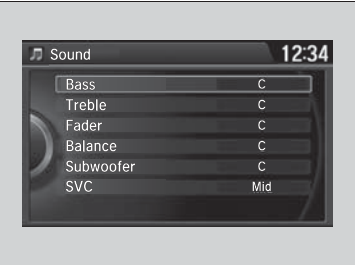 Sound 12:34
Bass C
Treble C
Fader C
Balance C
Subwoofer C
SVC Mid